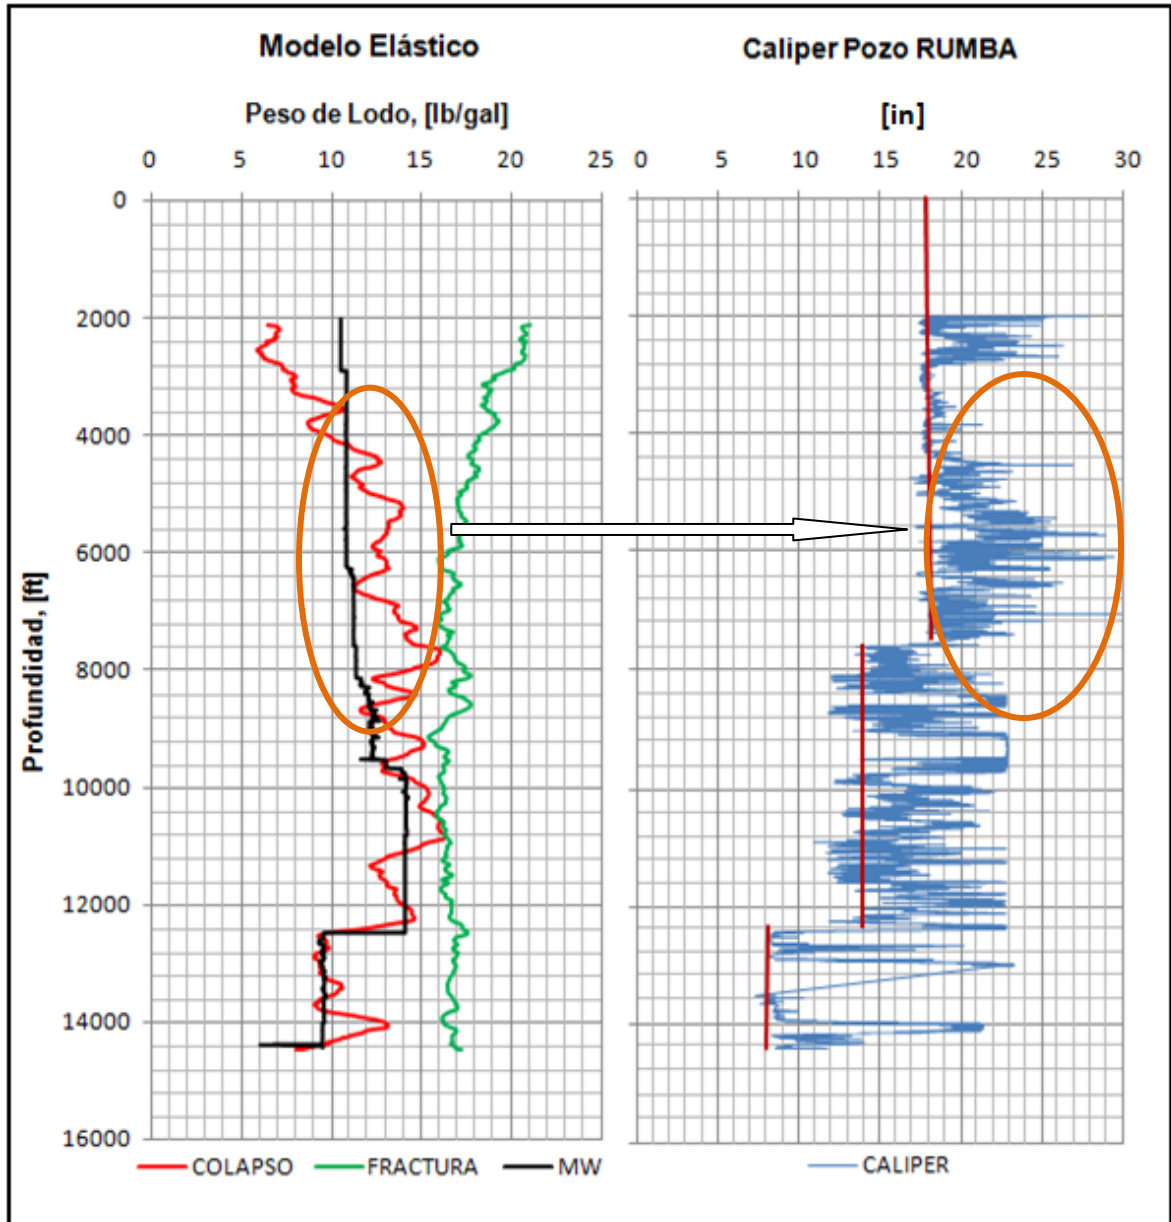 Modelo Elástico
Peso de Lodo, [lb/gal]
0 5 10 15 20 25
Caliper Pozo RUMBA
[in]
0 5 10 15 20 25 30
Profundidad, [ft]
0
2000
4000
6000
8000
10000
12000
14000
16000
COLAPSO FRACTURA MW
CALIPER